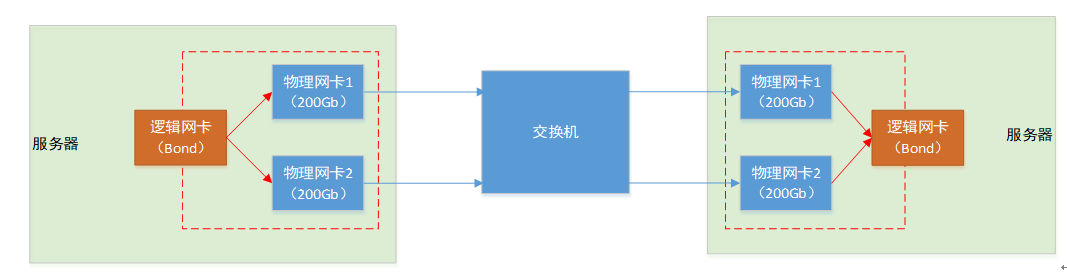 服务器
逻辑网卡
（Bond）
物理网卡1
（200Gb）
物理网卡2
（200Gb）
交换机
物理网卡1
（200Gb）
物理网卡2
（200Gb）
逻辑网卡
（Bond）
服务器